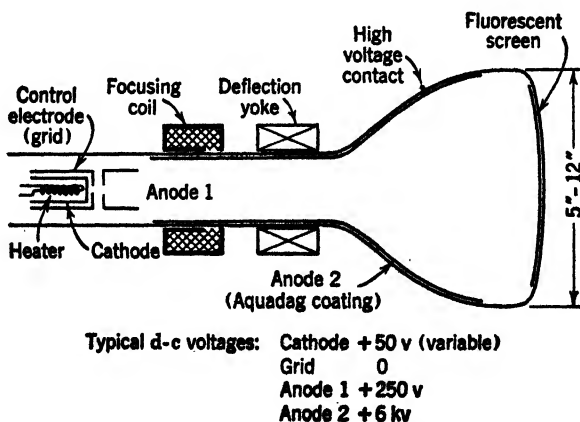 Fluorescent
screen
High
voltage
contact
Focusing
coil
Deflection
yoke
Control
electrode
(grid)
Anode 1
Heater
Cathode
Anode 2
(Aquadag coating)
5"-12"
Typical d-c voltages: Cathode +50 v (variable)
Grid 0
Anode 1 +250 v
Anode 2 +6 kv